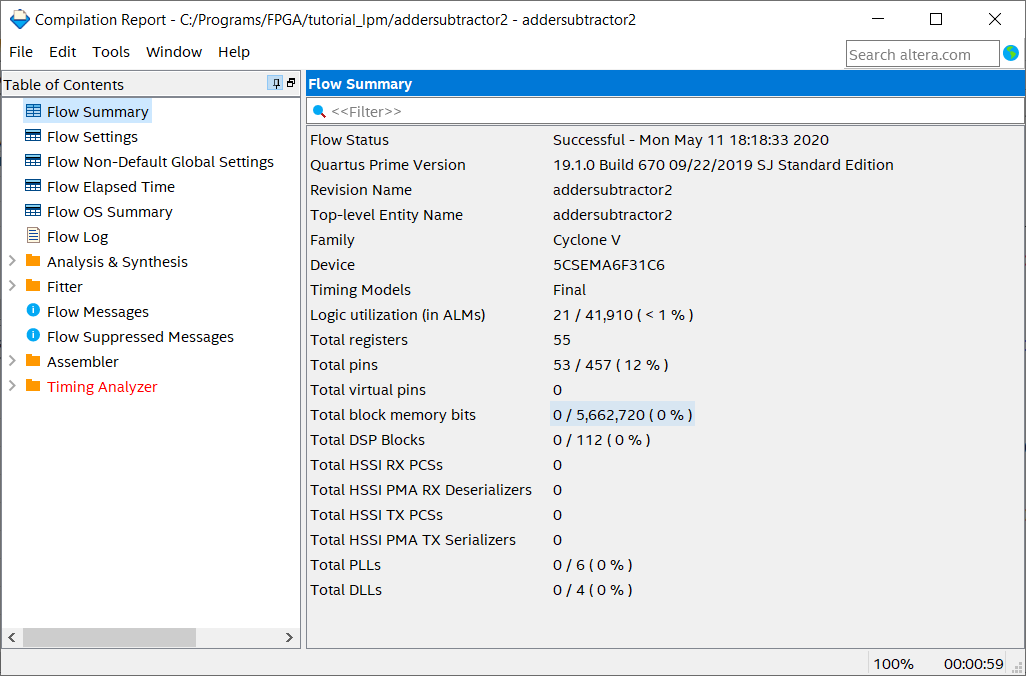 Compilation Report - C:/Programs/FPGA/tutorial_lpm/addersubtractor2 - addersubtractor2
File Edit Tools Window Help
Search altera.com
Table of Contents
Flow Summary
Flow Settings
Flow Non-Default Global Settings
Flow Elapsed Time
Flow OS Summary
Flow Log
Analysis & Synthesis
Fitter
Flow Messages
Flow Suppressed Messages
Assembler
Timing Analyzer
Flow Summary
<<Filter>>
Flow Status Successful - Mon May 11 18:18:33 2020
Quartus Prime Version 19.1.0 Build 670 09/22/2019 SJ Standard Edition
Revision Name addersubtractor2
Top-level Entity Name addersubtractor2
Family Cyclone V
Device 5CSEMA6F31C6
Timing Models Final
Logic utilization (in ALMs) 21 / 41,910 ( < 1 % )
Total registers 55
Total pins 53 / 457 ( 12 % )
Total virtual pins 0
Total block memory bits 0 / 5,662,720 ( 0 % )
Total DSP Blocks 0 / 112 ( 0 % )
Total HSSI RX PCSs 0
Total HSSI PMA RX Deserializers 0
Total HSSI TX PCSs 0
Total HSSI PMA TX Serializers 0
Total PLLs 0 / 6 ( 0 % )
Total DLLs 0 / 4 ( 0 % )
100% 00:00:59